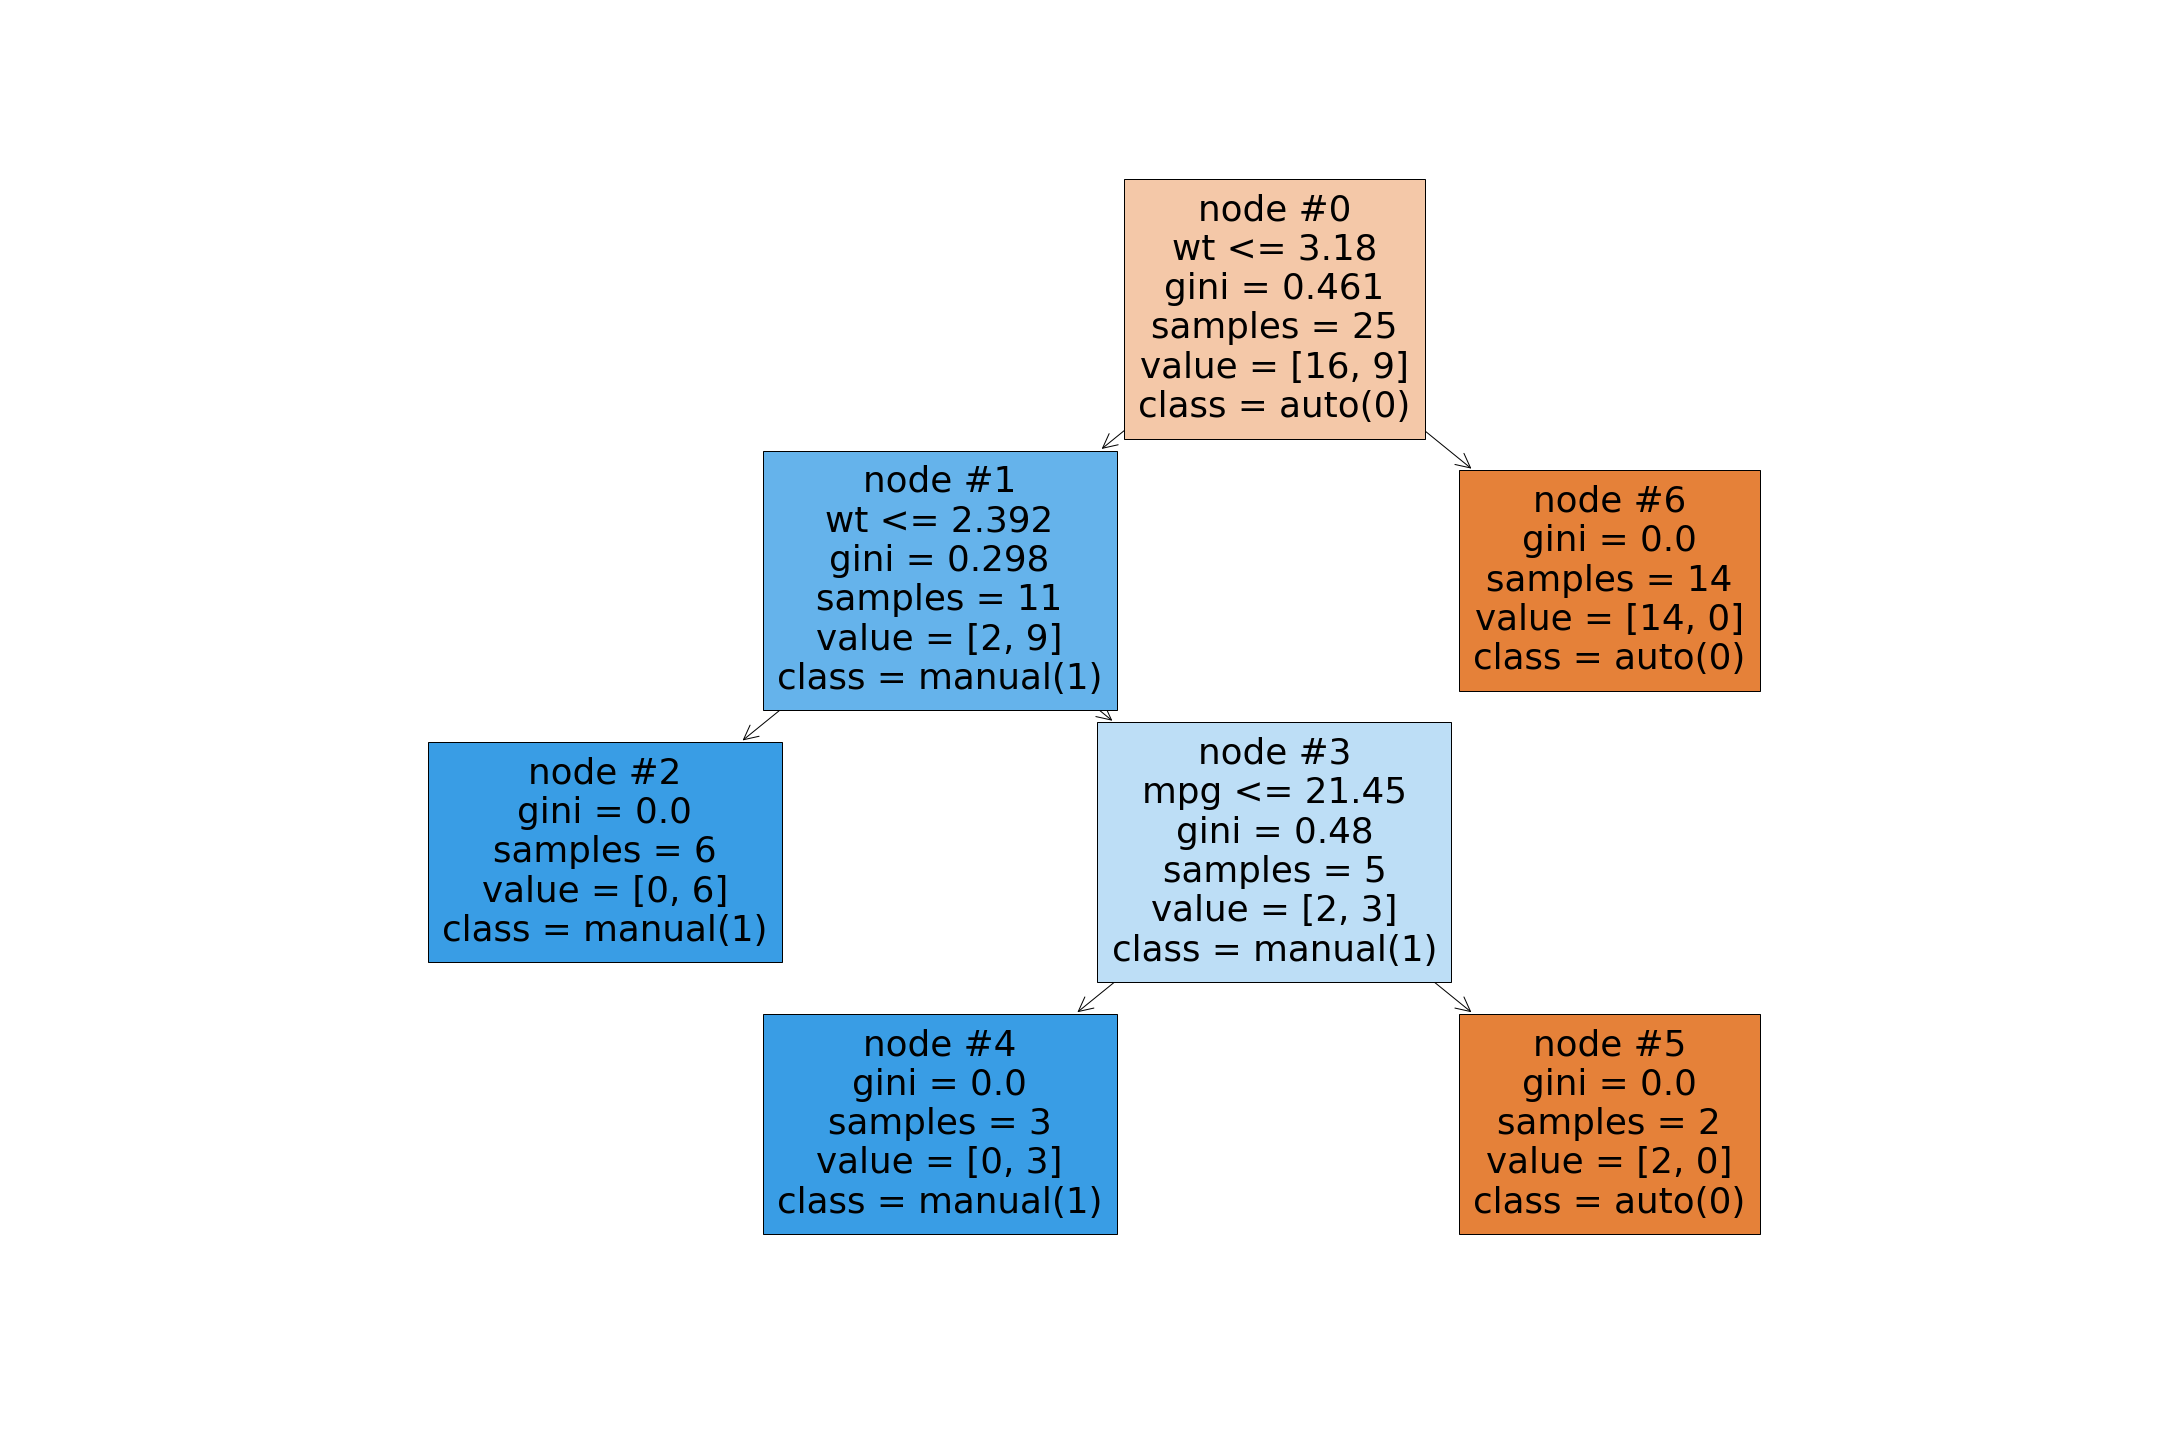 node #0
wt <= 3.18
gini = 0.461
samples = 25
value = [16, 9]
class = auto(0)
node #1
wt <= 2.392
gini = 0.298
samples = 11
value = [2, 9]
class = manual(1)
node #6
gini = 0.0
samples = 14
value = [14, 0]
class = auto(0)
node #2
gini = 0.0
samples = 6
value = [0, 6]
class = manual(1)
node #3
mpg <= 21.45
gini = 0.48
samples = 5
value = [2, 3]
class = manual(1)
node #4
gini = 0.0
samples = 3
value = [0, 3]
class = manual(1)
node #5
gini = 0.0
samples = 2
value = [2, 0]
class = auto(0)